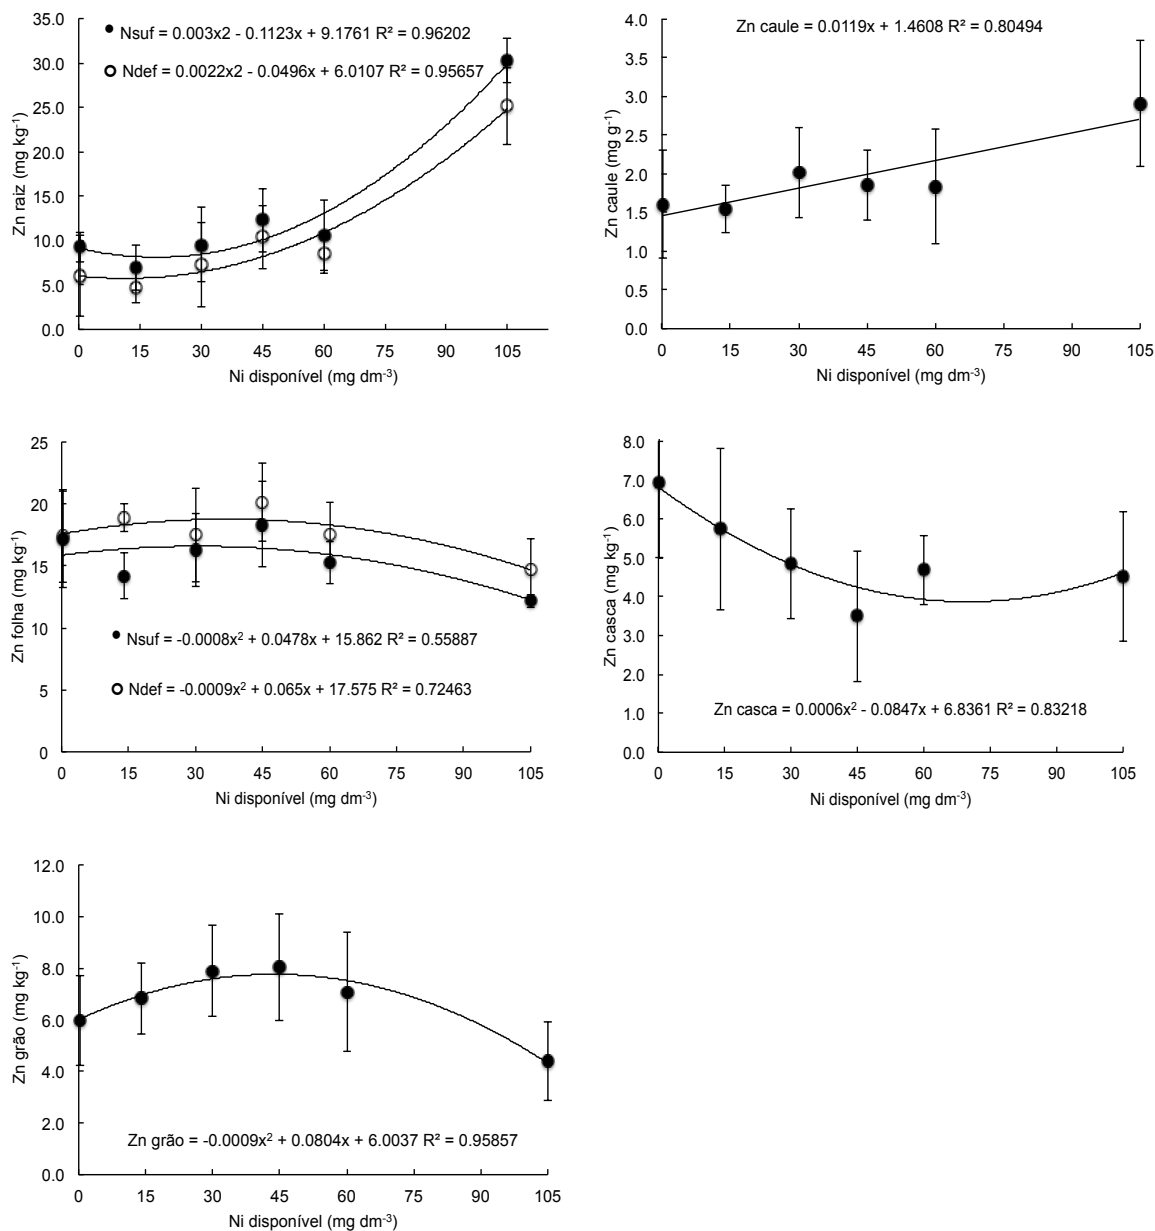 Nsuf = 0.003x2 - 0.1123x + 9.1761 R² = 0.96202
Ndef = 0.0022x2 - 0.0496x + 6.0107 R² = 0.95657
Zn raiz (mg kg⁻¹)
35.0
30.0
25.0
20.0
15.0
10.0
5.0
0.0
0 15 30 45 60 75 90 105
Ni disponível (mg dm⁻³)
Zn caule = 0.0119x + 1.4608 R² = 0.80494
Zn caule (mg g⁻¹)
4.0
3.5
3.0
2.5
2.0
1.5
1.0
0.5
0.0
0 15 30 45 60 75 90 105
Ni disponível (mg dm⁻³)
Zn folha (mg kg⁻¹)
25
20
15
10
5
0
Nsuf = -0.0008x² + 0.0478x + 15.862 R² = 0.55887
Ndef = -0.0009x² + 0.065x + 17.575 R² = 0.72463
0 15 30 45 60 75 90 105
Ni disponível (mg dm⁻³)
Zn casca (mg kg⁻¹)
8.0
7.0
6.0
5.0
4.0
3.0
2.0
1.0
0.0
Zn casca = 0.0006x² - 0.0847x + 6.8361 R² = 0.83218
0 15 30 45 60 75 90 105
Ni disponível (mg dm⁻³)
Zn grão (mg kg⁻¹)
12.0
10.0
8.0
6.0
4.0
2.0
0.0
Zn grão = -0.0009x² + 0.0804x + 6.0037 R² = 0.95857
0 15 30 45 60 75 90 105
Ni disponível (mg dm⁻³)